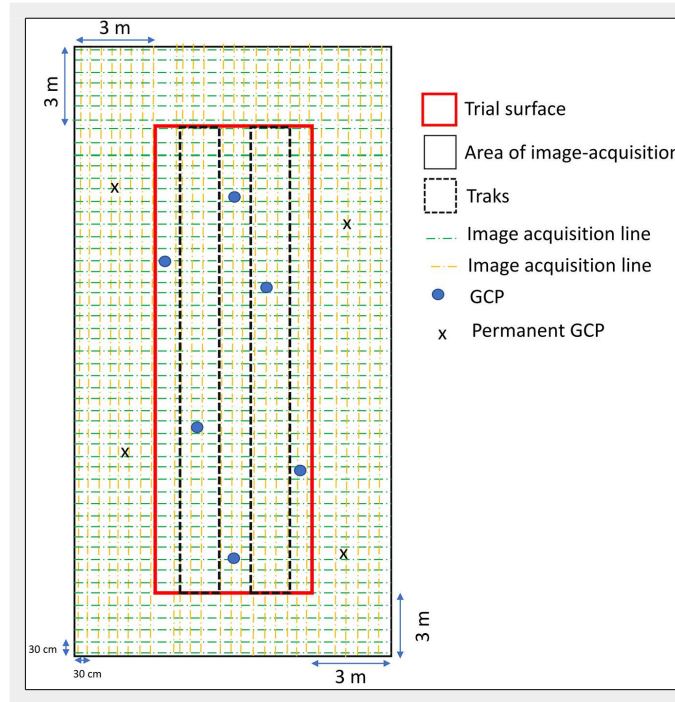 3 m
3 m
Trial surface
Area of image-acquisition
Traks
Image acquisition line
Image acquisition line
GCP
x Permanent GCP
x
x
x
x
3 m
30 cm
30 cm
3 m